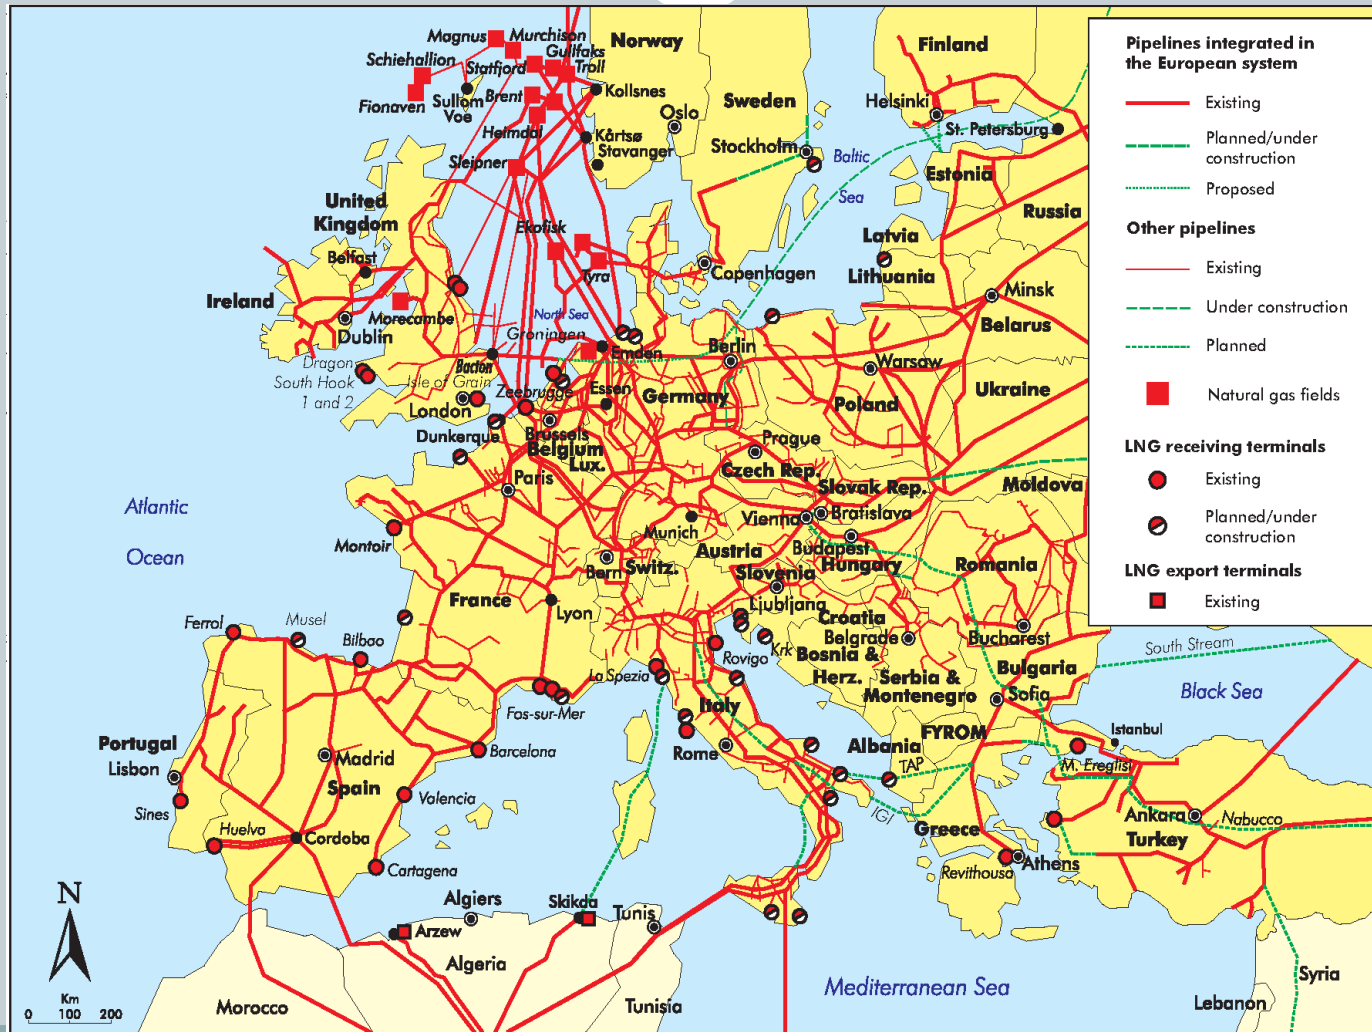 Magnus
Murchison
Gullfaks
Schiehallion
Statfjord
Troll
Fionaven
Sullom
Voe
Brent
Kollsnes
Heimdal
Kårtsø
Stavanger
Sleipner
Norway
Oslo
Sweden
Stockholm
Finland
Helsinki
St. Petersburg
Baltic
Sea
Estonia
Russia
Latvia
Lithuania
United
Kingdom
Belfast
Ireland
Dublin
Morecambe
Ekofisk
Tyra
Copenhagen
Minsk
Belarus
North Sea
Groningen
Emden
Dragon
South Hook
1 and 2
Bacton
Isle of Grain
London
Zeebrugge
Essen
Berlin
Germany
Warsaw
Poland
Ukraine
Dunkerque
Brussels
Belgium
Lux.
Prague
Czech Rep.
Slovak Rep.
Moldova
Paris
Atlantic
Ocean
Montoir
Munich
Vienna
Bratislava
Budapest
Hungary
Austria
Bern
Switz.
Slovenia
Ljubljana
Romania
France
Lyon
Croatia
Belgrade
Bucharest
Ferrol
Musel
Bilbao
La Spezia
Rovigo
Krk
Bosnia &
Herz.
Serbia &
Montenegro
Bulgaria
Sofia
South Stream
Black Sea
Fos-sur-Mer
Italy
Rome
Albania
FYROM
TAP
Istanbul
M. Ereglisi
Portugal
Lisbon
Madrid
Spain
Barcelona
Valencia
Sines
Huelva
Cordoba
Cartagena
IGI
Greece
Ankara
Nabucco
Turkey
Revithousa
Athens
N
Km
0 100 200
Algiers
Skikda
Tunis
Arzew
Algeria
Morocco
Tunisia
Mediterranean Sea
Syria
Lebanon
Pipelines integrated in
the European system
Existing
Planned/under
construction
Proposed
Other pipelines
Existing
Under construction
Planned
Natural gas fields
LNG receiving terminals
Existing
Planned/under
construction
LNG export terminals
Existing